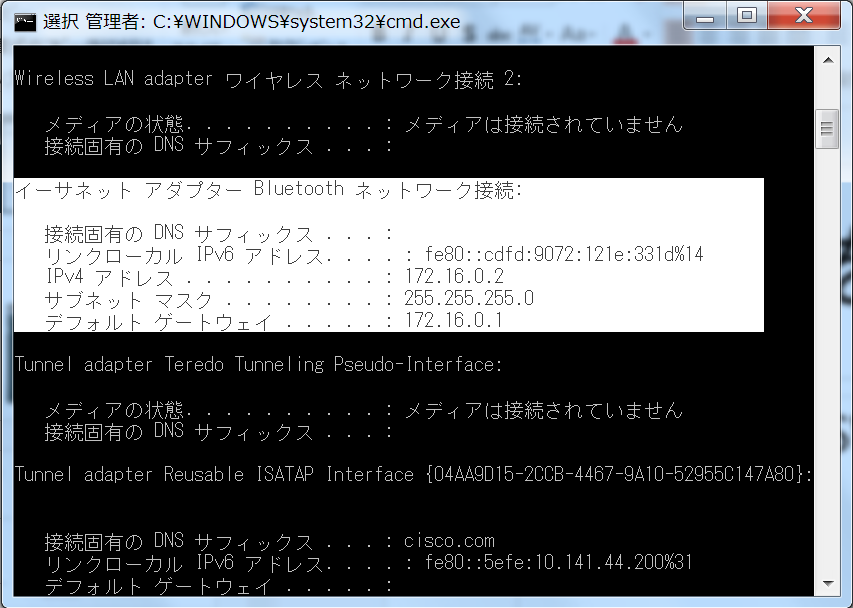 選択 管理者: C:¥WINDOWS¥system32¥cmd.exe
Wireless LAN adapter ワイヤレス ネットワーク接続 2:
メディアの状態. . . . . . . . . . . : メディアは接続されていません
接続固有の DNS サフィックス . . . :
イーサネット アダプター Bluetooth ネットワーク接続:
接続固有の DNS サフィックス . . . :
リンクローカル IPv6 アドレス. . . . : fe80::cdfd:9072:121e:331d%14
IPv4 アドレス . . . . . . . . . . : 172.16.0.2
サブネット マスク . . . . . . . . : 255.255.255.0
デフォルト ゲートウェイ . . . . . : 172.16.0.1
Tunnel adapter Teredo Tunneling Pseudo-Interface:
メディアの状態. . . . . . . . . . . : メディアは接続されていません
接続固有の DNS サフィックス . . . :
Tunnel adapter Reusable ISATAP Interface {04AA9D15-2CCB-4467-9A10-52955C147A80}:
接続固有の DNS サフィックス . . . : cisco.com
リンクローカル IPv6 アドレス. . . . : fe80::5efe:10.141.44.200%31
デフォルト ゲートウェイ . . . . . :